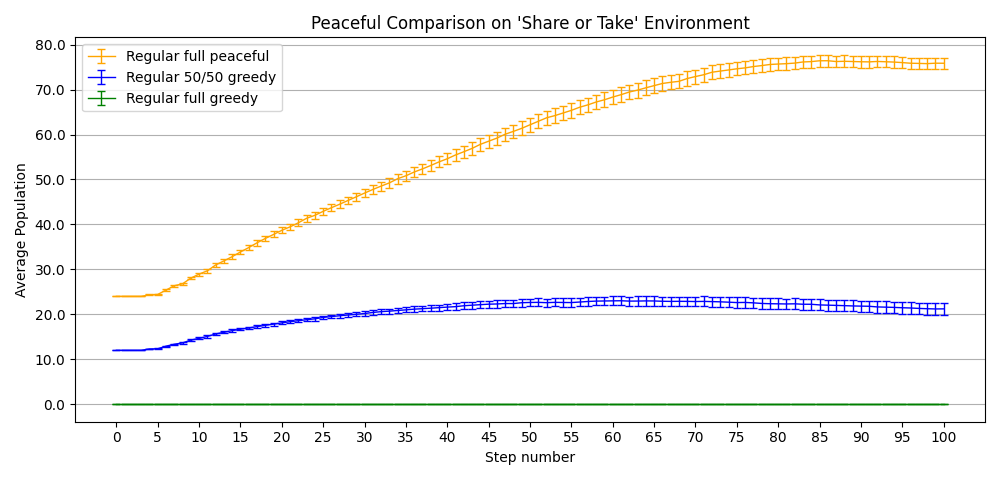 Peaceful Comparison on 'Share or Take' Environment
Regular full peaceful
Regular 50/50 greedy
Regular full greedy
Average Population
80.0
70.0
60.0
50.0
40.0
30.0
20.0
10.0
0.0
0 5 10 15 20 25 30 35 40 45 50 55 60 65 70 75 80 85 90 95 100
Step number